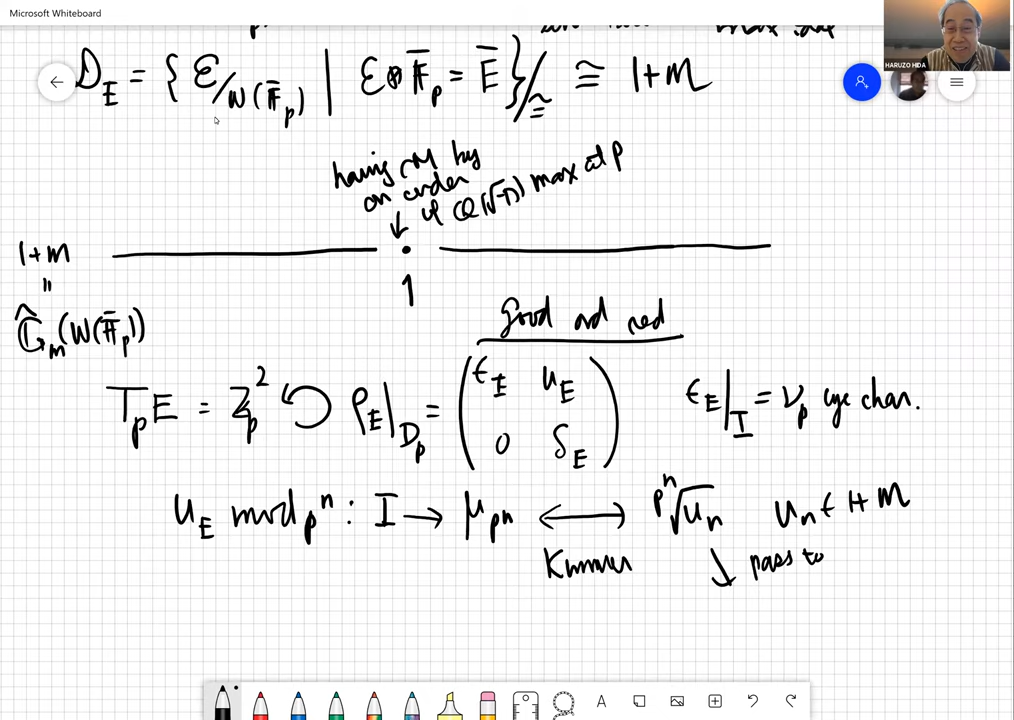 Microsoft Whiteboard
HARUZO HIDA
D_E = { ℰ/W(F̄_p) | ℰ⊗F̄_p = Ē }/≅ ≅ 1+m
having CM by
an order
of Q(√-D) max at p
↓
1+m
"
Ĝ_m(W(F̄_p))
1
Good ord red
T_pE = Z_p^2 ρ_E|_{D_p} = ( ε_E u_E
0 δ_E ) ε_E|_I = ν_p cyc char.
u_E mod p^n : I → μ_{p^n} ↔ ^{p^n}√u_n u_n ∈ 1+m
Kummer ↓ pass to
A